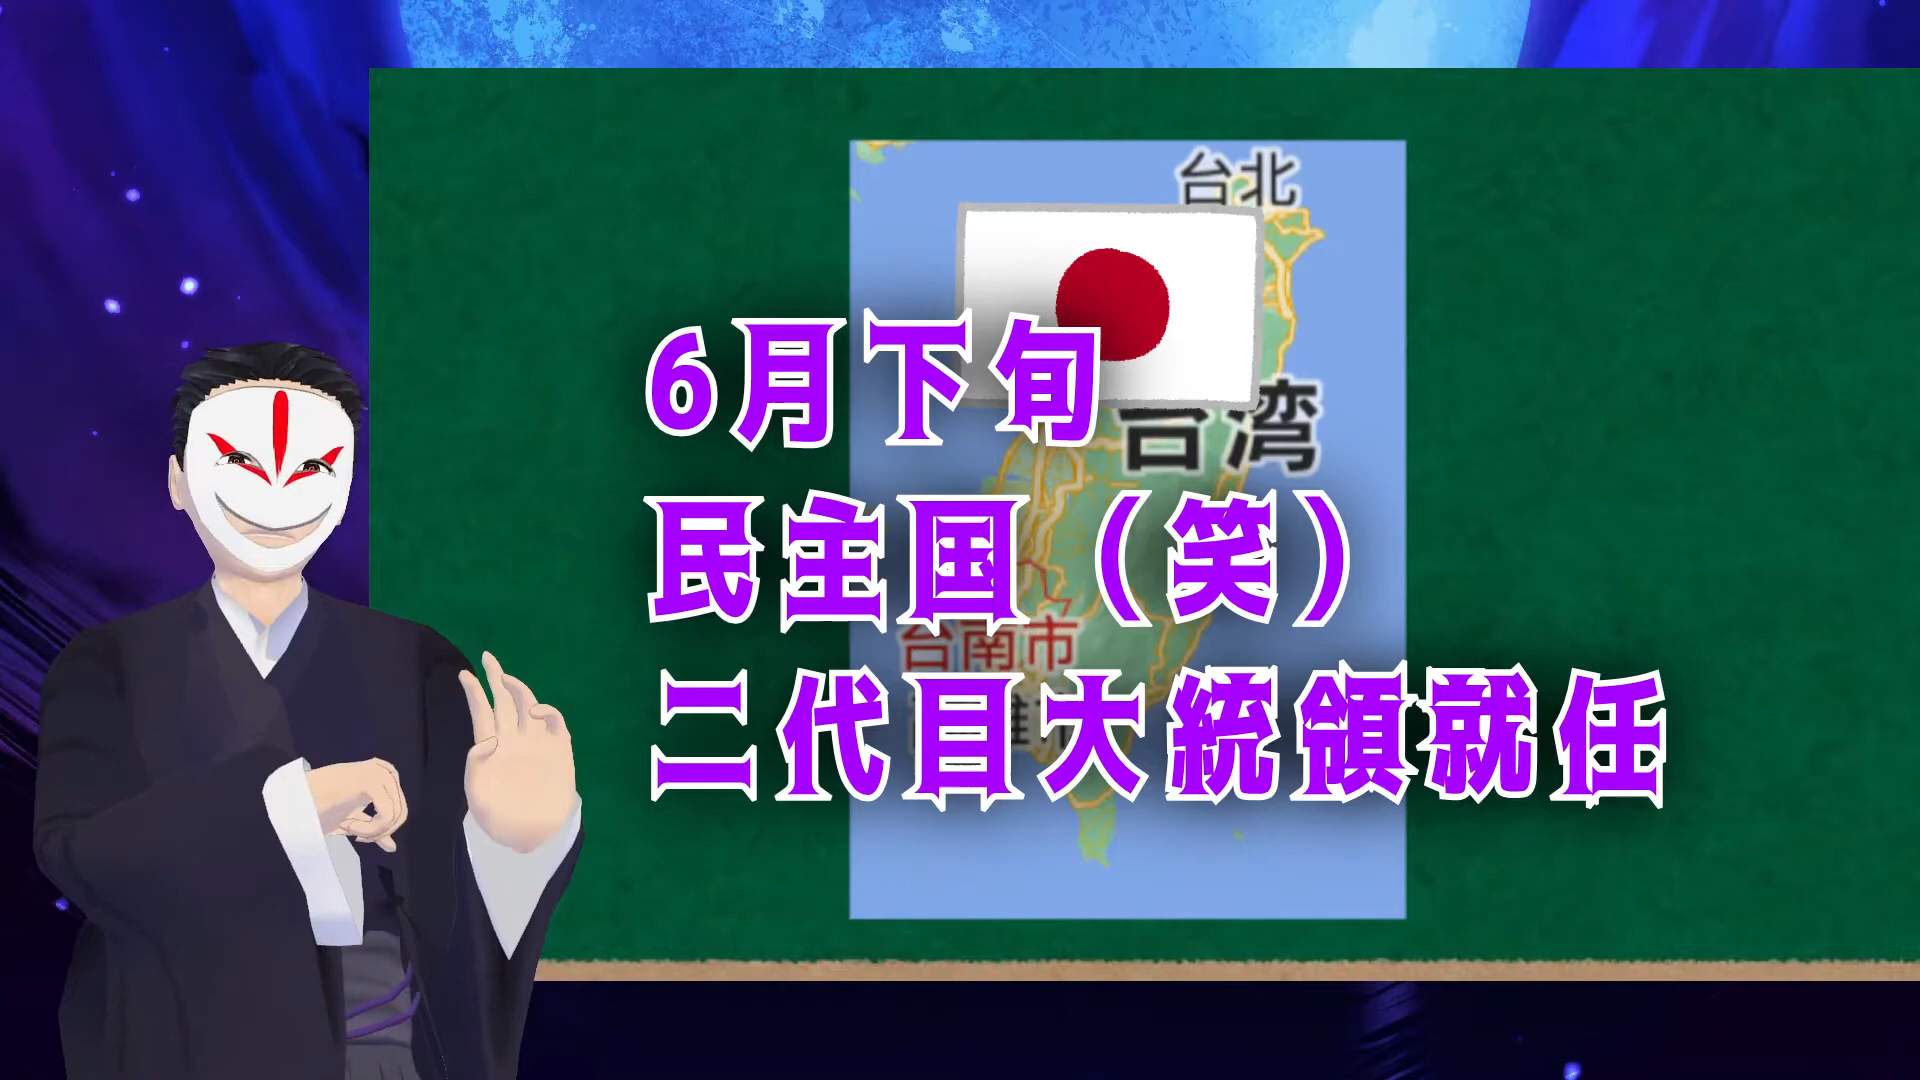 台北
6月下旬
台湾
民主国（笑）
台南市
二代目大統領就任